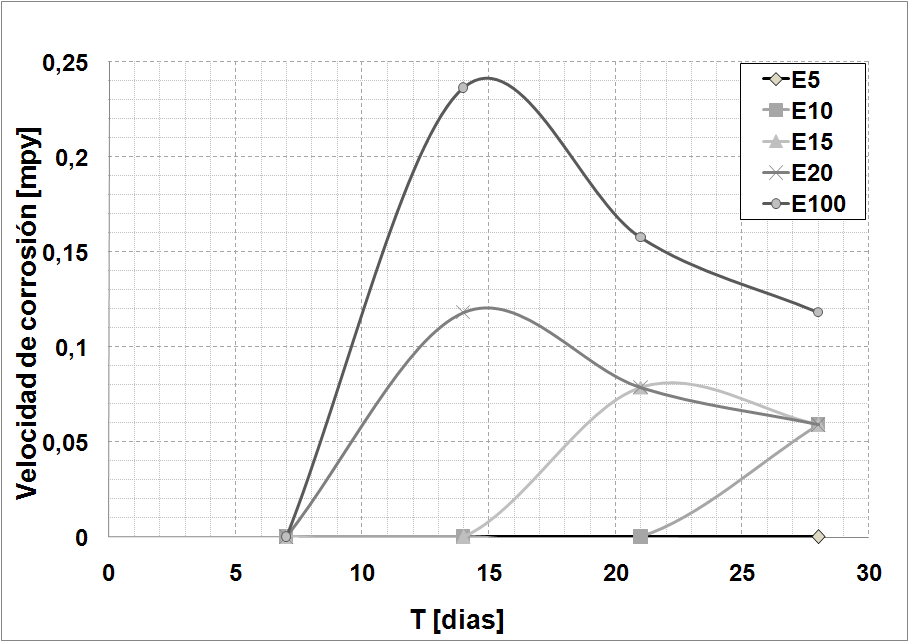 0,25
0,2
0,15
0,1
0,05
0
Velocidad de corrosión [mpy]
0 5 10 15 20 25 30
T [dias]
E5
E10
E15
E20
E100